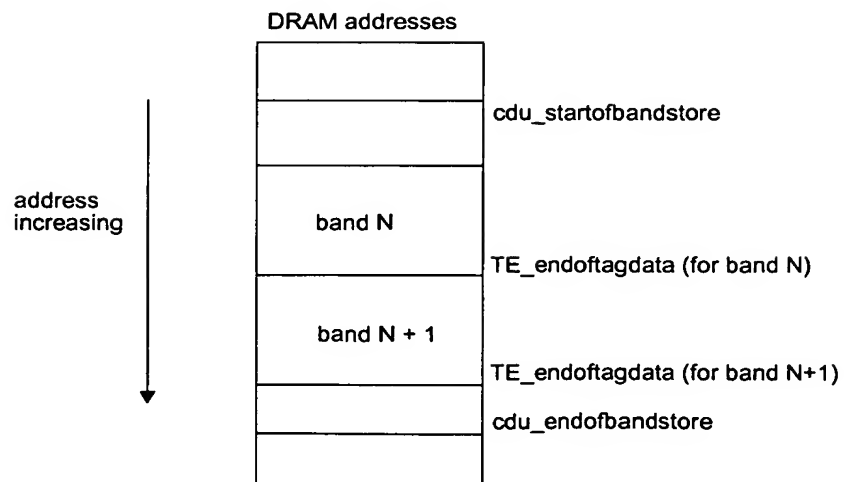 DRAM addresses
cdu_startofbandstore
address
increasing
band N
TE_endoftagdata (for band N)
band N + 1
TE_endoftagdata (for band N+1)
cdu_endofbandstore